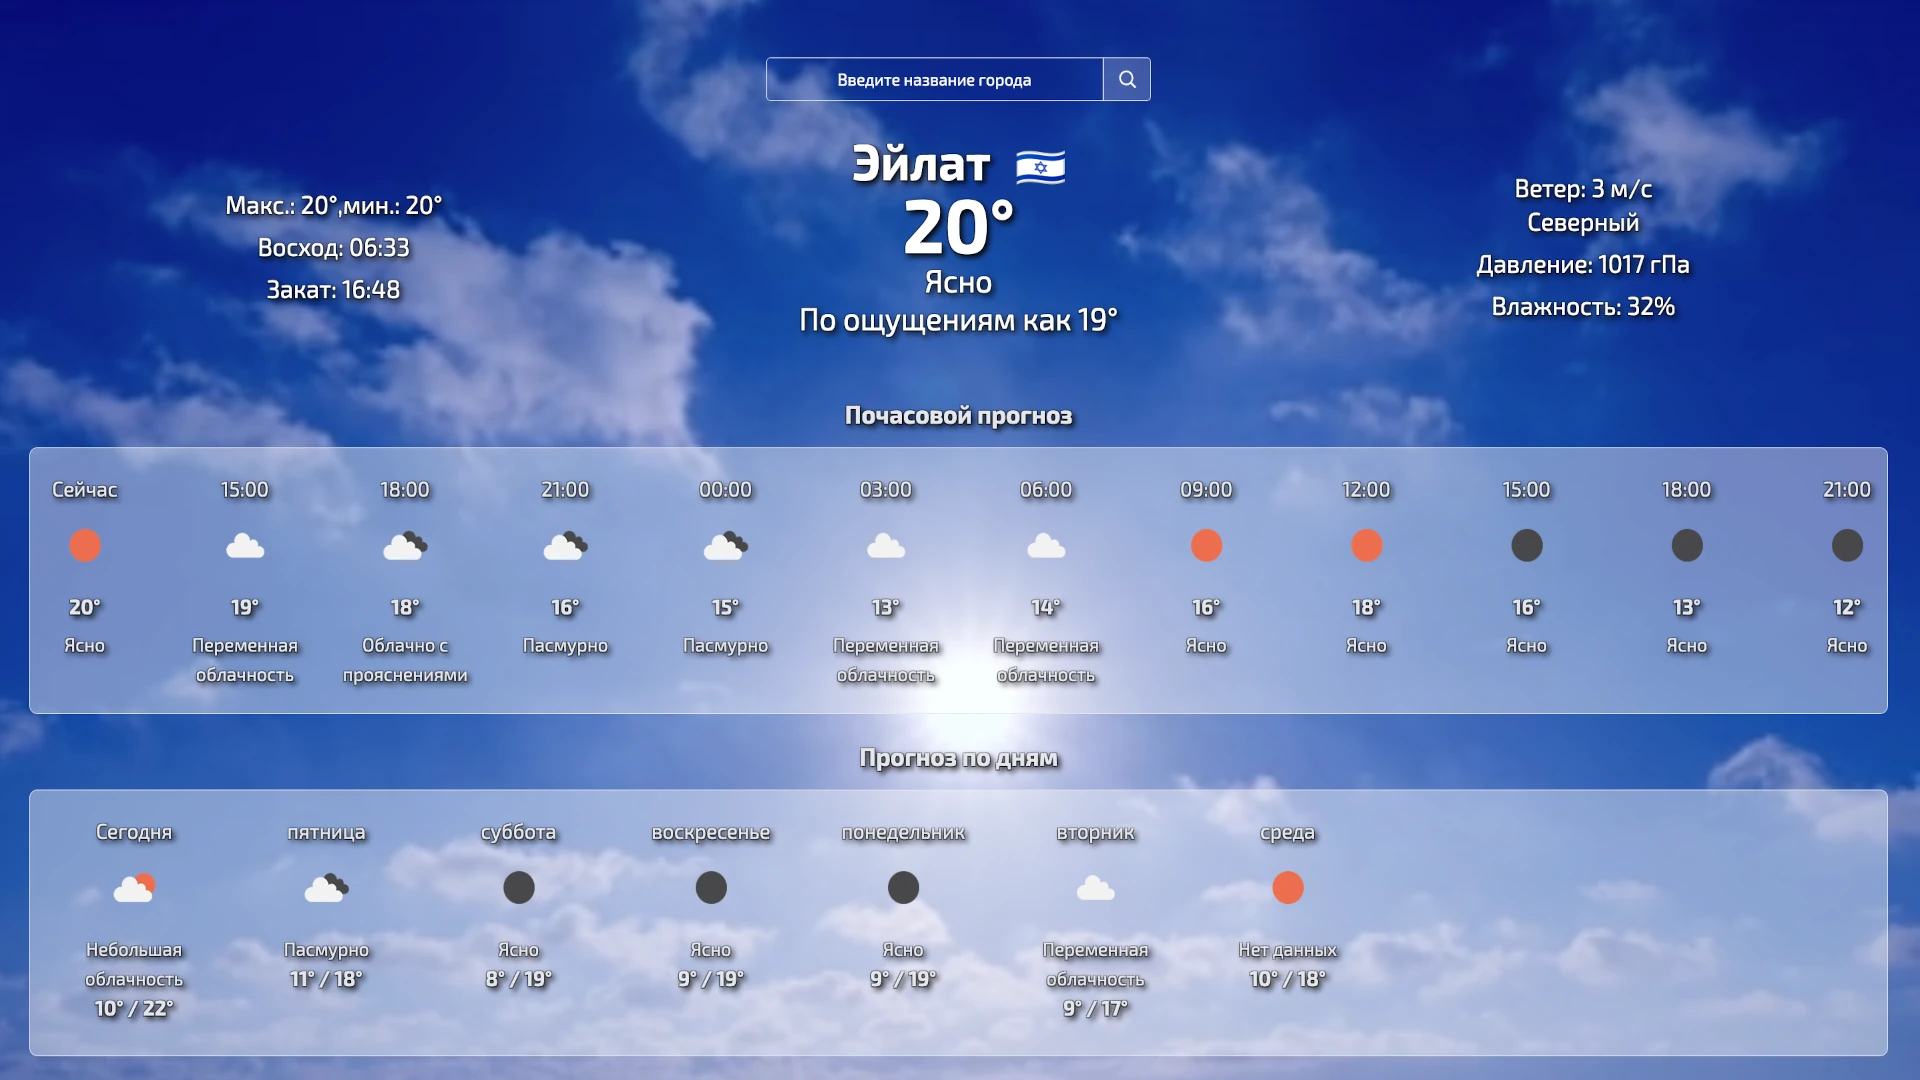 Введите название города
Эйлат
20°
Ясно
По ощущениям как 19°
Макс.: 20°,мин.: 20°
Восход: 06:33
Закат: 16:48
Ветер: 3 м/с
Северный
Давление: 1017 гПа
Влажность: 32%
Почасовой прогноз
Сейчас 15:00 18:00 21:00 00:00 03:00 06:00 09:00 12:00 15:00 18:00 21:00
20° 19° 18° 16° 15° 13° 14° 16° 18° 16° 13° 12°
Ясно Переменная Облачно с Пасмурно Пасмурно Переменная Переменная Ясно Ясно Ясно Ясно Ясно
облачность прояснениями облачность облачность
Прогноз по дням
Сегодня пятница суббота воскресенье понедельник вторник среда
Небольшая Пасмурно Ясно Ясно Ясно Переменная Нет данных
облачность 11° / 18° 8° / 19° 9° / 19° 9° / 19° облачность 10° / 18°
10° / 22° 9° / 17°